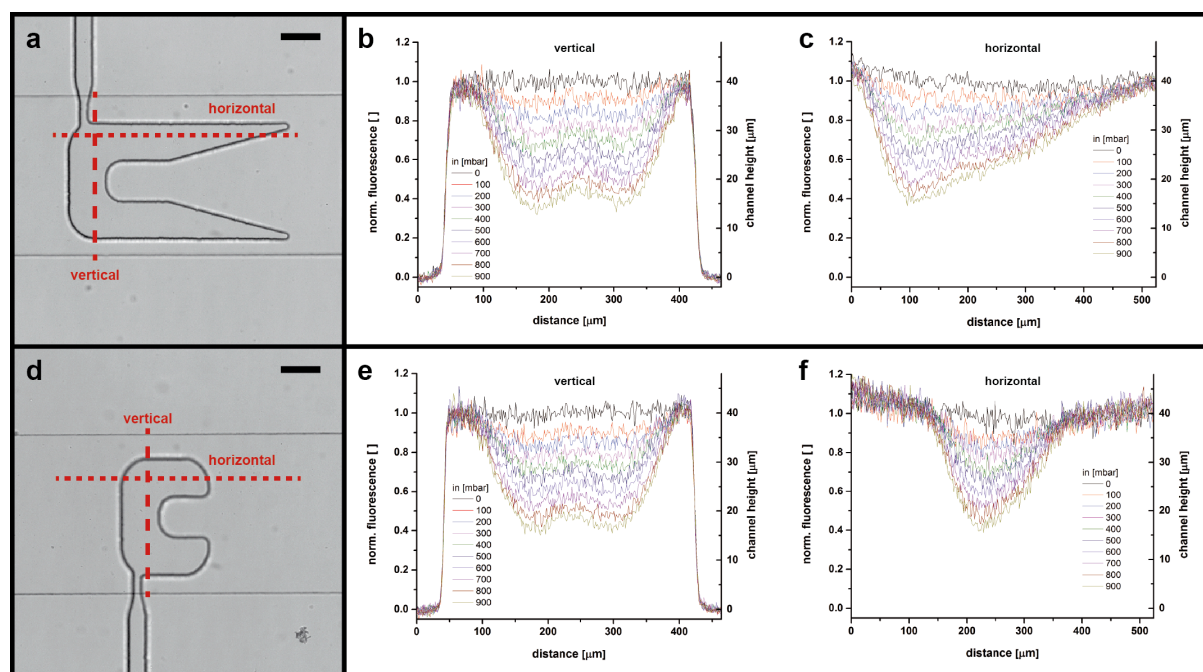 a
horizontal
vertical
b
vertical
1.2
1.0
0.8
0.6
0.4
0.2
0.0
norm. fluorescence [ ]
in [mbar]
0
100
200
300
400
500
600
700
800
900
40
30
20
10
0
channel height [µm]
0 100 200 300 400
distance [µm]
c
horizontal
1.2
1.0
0.8
0.6
0.4
0.2
0.0
norm. fluorescence [ ]
in [mbar]
0
100
200
300
400
500
600
700
800
900
40
30
20
10
0
channel height [µm]
0 100 200 300 400 500
distance [µm]
d
vertical
horizontal
e
vertical
1.2
1.0
0.8
0.6
0.4
0.2
0.0
norm. fluorescence [ ]
in [mbar]
0
100
200
300
400
500
600
700
800
900
40
30
20
10
0
channel height [µm]
0 100 200 300 400
distance [µm]
f
horizontal
1.2
1.0
0.8
0.6
0.4
0.2
0.0
norm. fluorescence [ ]
in [mbar]
0
100
200
300
400
500
600
700
800
900
40
30
20
10
0
channel height [µm]
0 100 200 300 400 500
distance [µm]